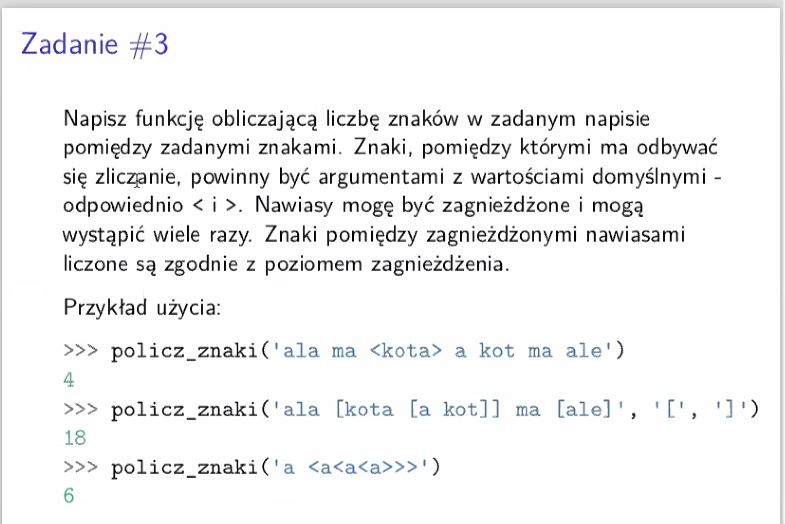 Zadanie #3
Napisz funkcję obliczającą liczbę znaków w zadanym napisie
pomiędzy zadanymi znakami. Znaki, pomiędzy którymi ma odbywać
się zliczanie, powinny być argumentami z wartościami domyślnymi -
odpowiednio < i >. Nawiasy mogę być zagnieżdżone i mogą
wystąpić wiele razy. Znaki pomiędzy zagnieżdżonymi nawiasami
liczone są zgodnie z poziomem zagnieżdżenia.
Przykład użycia:
>>> policz_znaki('ala ma <kota> a kot ma ale')
4
>>> policz_znaki('ala [kota [a kot]] ma [ale]', '[', ']')
18
>>> policz_znaki('a <a<a<a>>>')
6